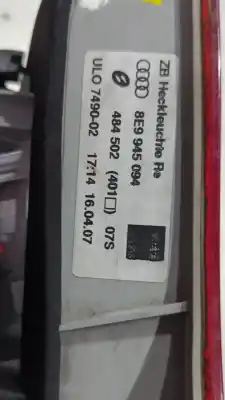 ZB Heckleuchte Re
8E9 945 094
484 502 (401□) 07S
ULO 7490-02 17:14 16.04.07